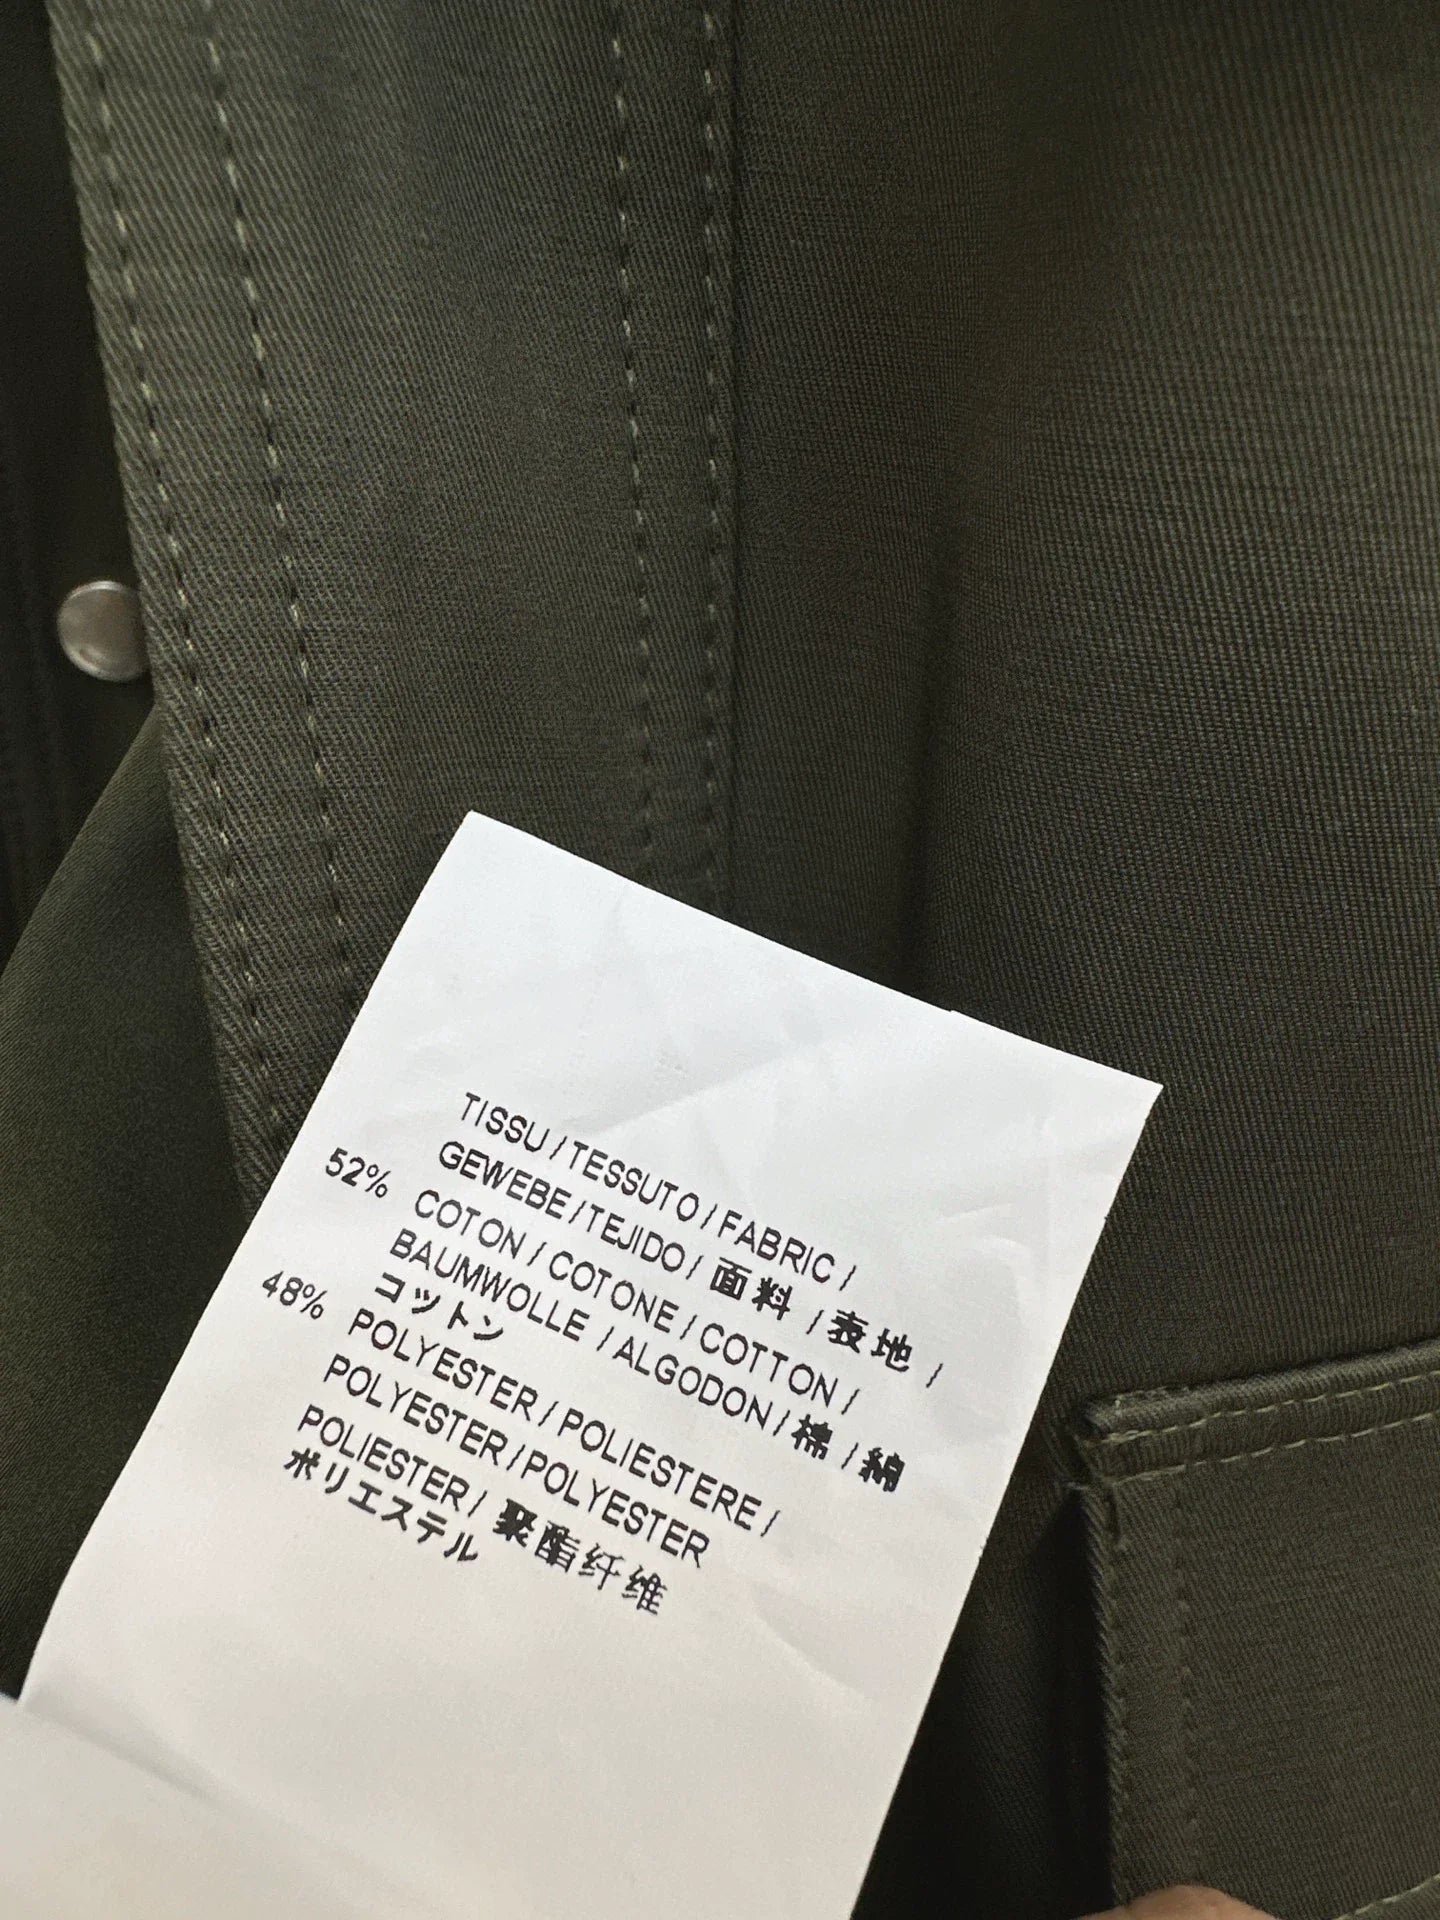 TISSU / TESSUTO / FABRIC /
GEWEBE / TEJIDO / 面料 / 表地 /
52% COTON / COTONE / COTTON /
BAUMWOLLE / ALGODON / 棉 / 綿
コットン
48% POLYESTER / POLIESTERE /
POLYESTER / POLYESTER
POLIESTER / 聚酯纤维
ポリエステル